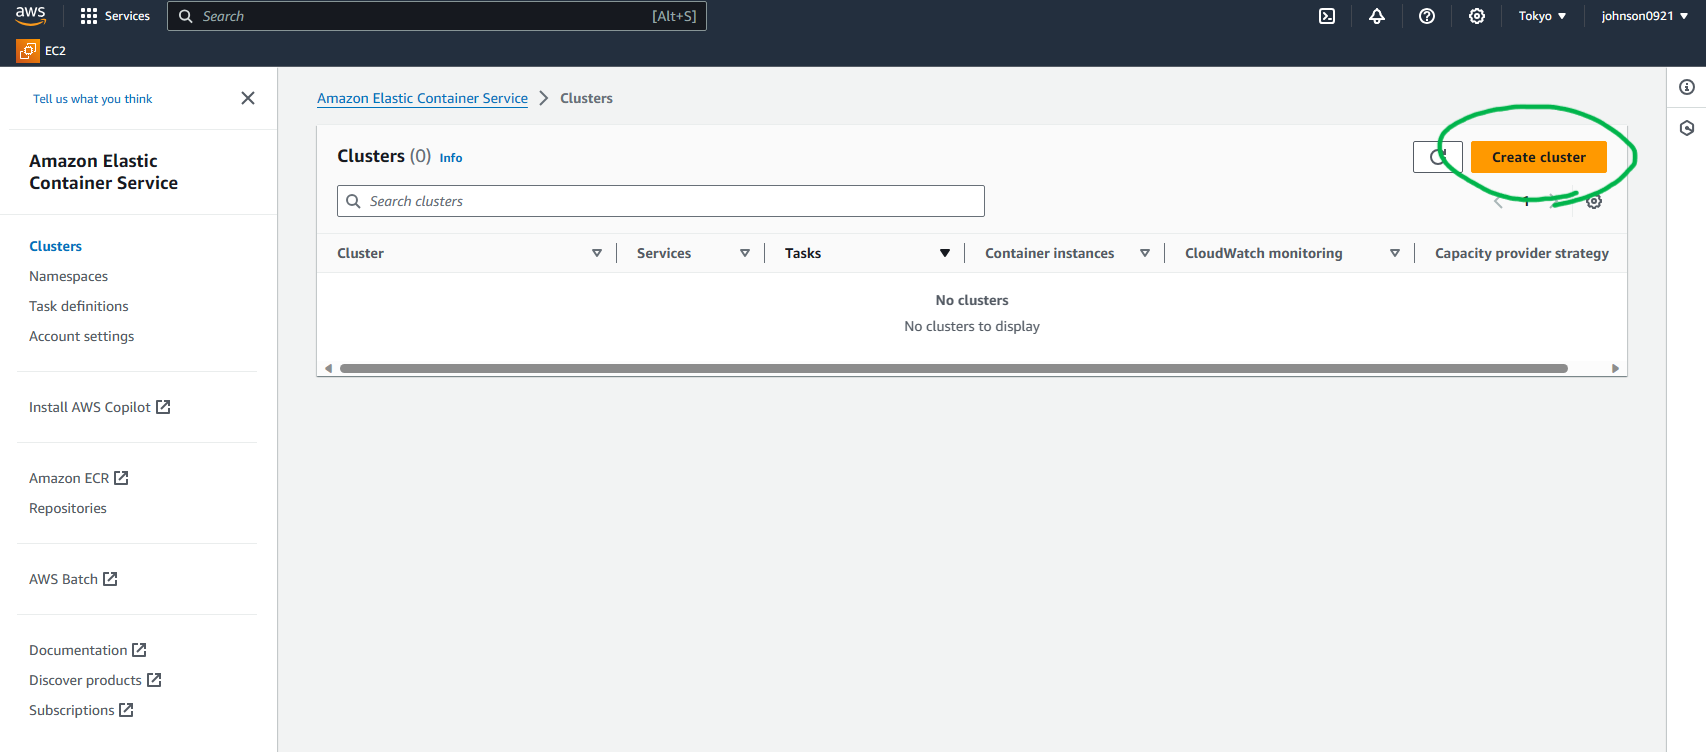 aws
Services
Search
[Alt+S]
Tokyo
johnson0921
EC2
Tell us what you think
Amazon Elastic Container Service
Clusters
Amazon Elastic
Container Service
Clusters
Namespaces
Task definitions
Account settings
Install AWS Copilot
Amazon ECR
Repositories
AWS Batch
Documentation
Discover products
Subscriptions
Clusters (0) Info
Create cluster
Search clusters
1
Cluster
Services
Tasks
Container instances
CloudWatch monitoring
Capacity provider strategy
No clusters
No clusters to display